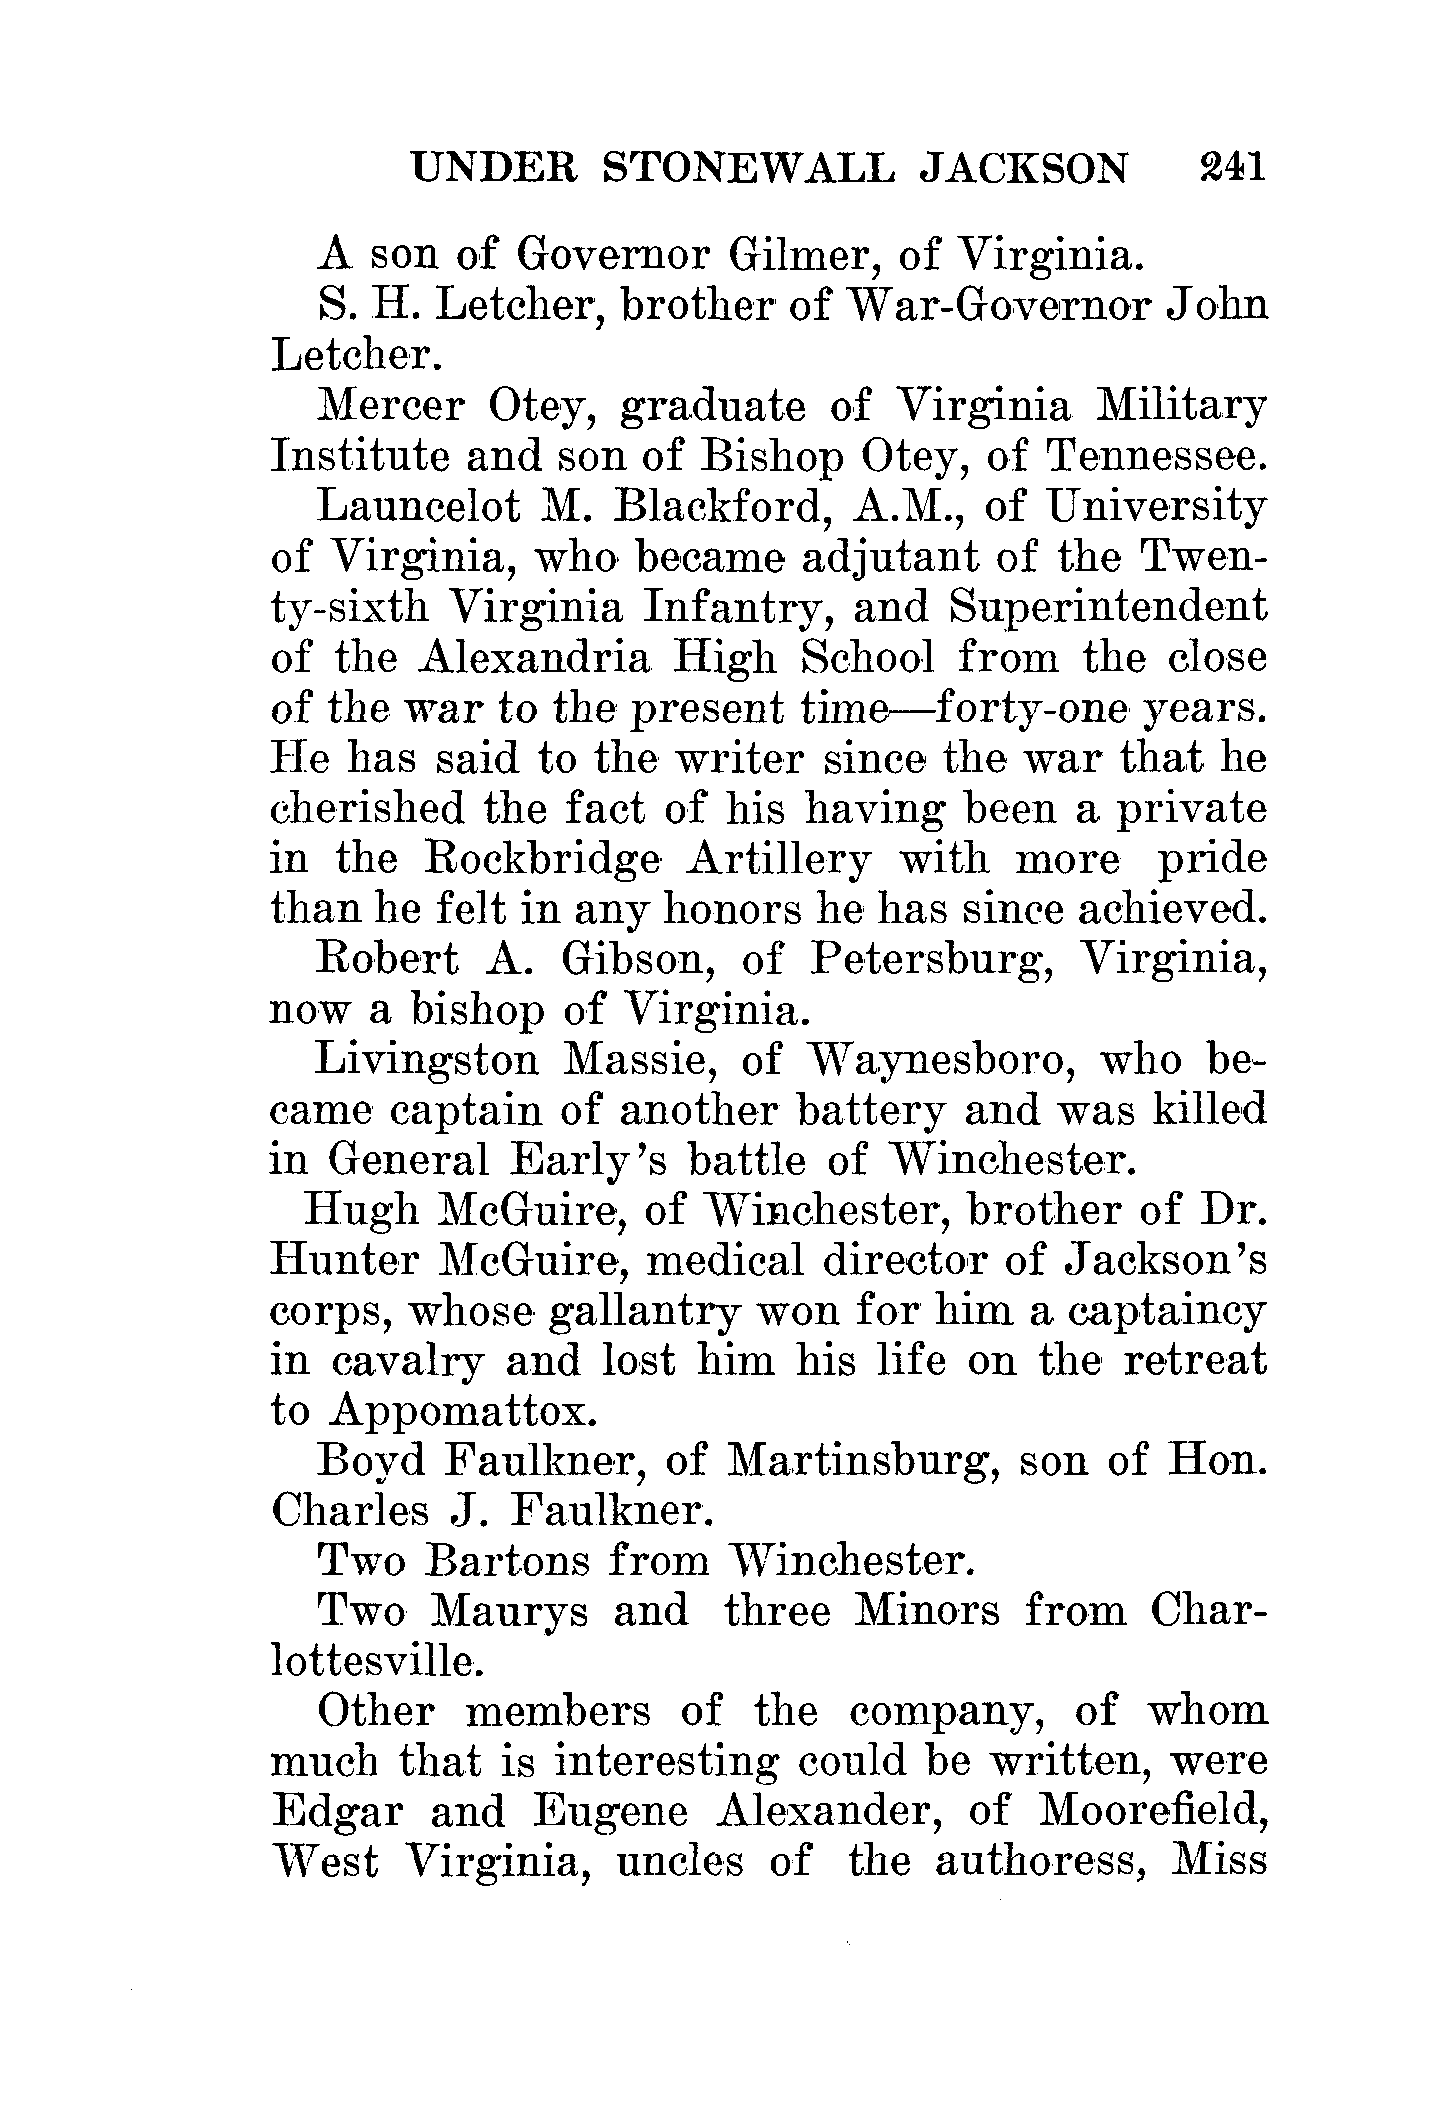 UNDER STONEWALL JACKSON 241
A son of Governor Gilmer, of Virginia.
S. H. Letcher, brother of War-Governor John
Letcher.
Mercer Otey, graduate of Virginia Military
Institute and son of Bishop Otey, of Tennessee.
Launcelot M. Blackford, A.M., of University
of Virginia, who became adjutant of the Twen-
ty-sixth Virginia Infantry, and Superintendent
of the Alexandria High School from the close
of the war to the present time—forty-one years.
He has said to the writer since the war that he
cherished the fact of his having been a private
in the Rockbridge Artillery with more pride
than he felt in any honors he has since achieved.
Robert A. Gibson, of Petersburg, Virginia,
now a bishop of Virginia.
Livingston Massie, of Waynesboro, who be-
came captain of another battery and was killed
in General Early's battle of Winchester.
Hugh McGuire, of Winchester, brother of Dr.
Hunter McGuire, medical director of Jackson's
corps, whose gallantry won for him a captaincy
in cavalry and lost him his life on the retreat
to Appomattox.
Boyd Faulkner, of Martinsburg, son of Hon.
Charles J. Faulkner.
Two Bartons from Winchester.
Two Maurys and three Minors from Char-
lottesville.
Other members of the company, of whom
much that is interesting could be written, were
Edgar and Eugene Alexander, of Moorefield,
West Virginia, uncles of the authoress, Miss